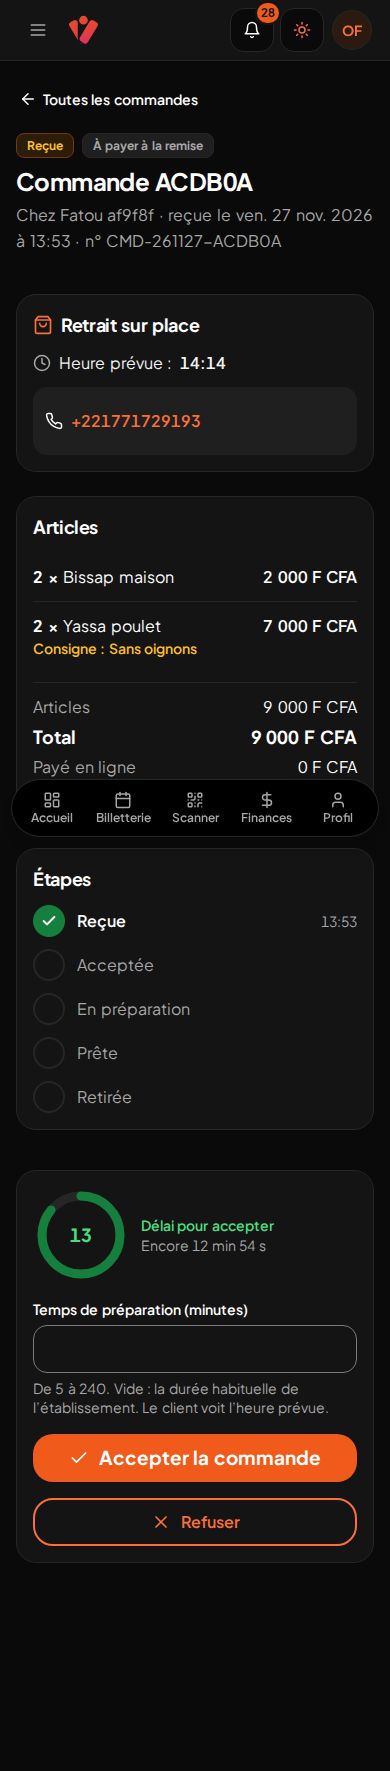 28
OF
Toutes les commandes
Reçue
À payer à la remise
Commande ACDB0A
Chez Fatou af9f8f · reçue le ven. 27 nov. 2026
à 13:53 · n° CMD-261127-ACDB0A
Retrait sur place
Heure prévue : 14:14
+221771729193
Articles
2 × Bissap maison 2 000 F CFA
2 × Yassa poulet 7 000 F CFA
Consigne : Sans oignons
Articles 9 000 F CFA
Total 9 000 F CFA
Payé en ligne 0 F CFA
Accueil Billetterie Scanner Finances Profil
Étapes
Reçue 13:53
Acceptée
En préparation
Prête
Retirée
13
Délai pour accepter
Encore 12 min 54 s
Temps de préparation (minutes)
De 5 à 240. Vide : la durée habituelle de
l'établissement. Le client voit l'heure prévue.
Accepter la commande
Refuser